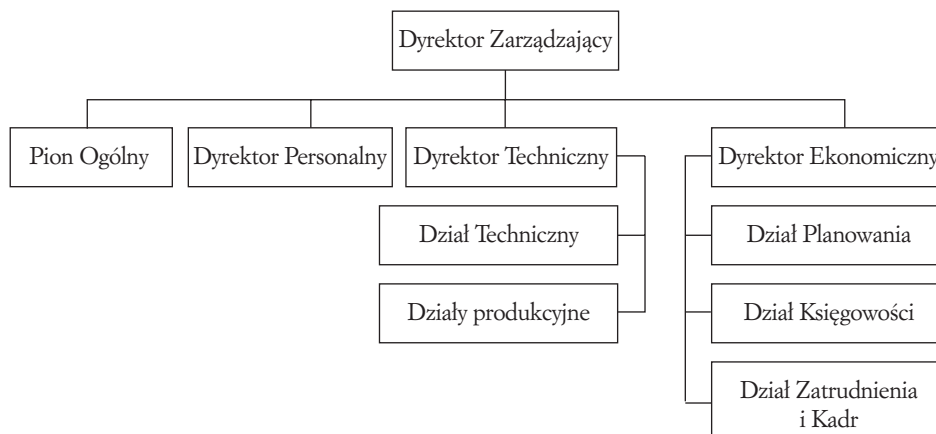 Dyrektor Zarządzający
Pion Ogólny
Dyrektor Personalny
Dyrektor Techniczny
Dyrektor Ekonomiczny
Dział Techniczny
Dział Planowania
Działy produkcyjne
Dział Księgowości
Dział Zatrudnienia
i Kadr